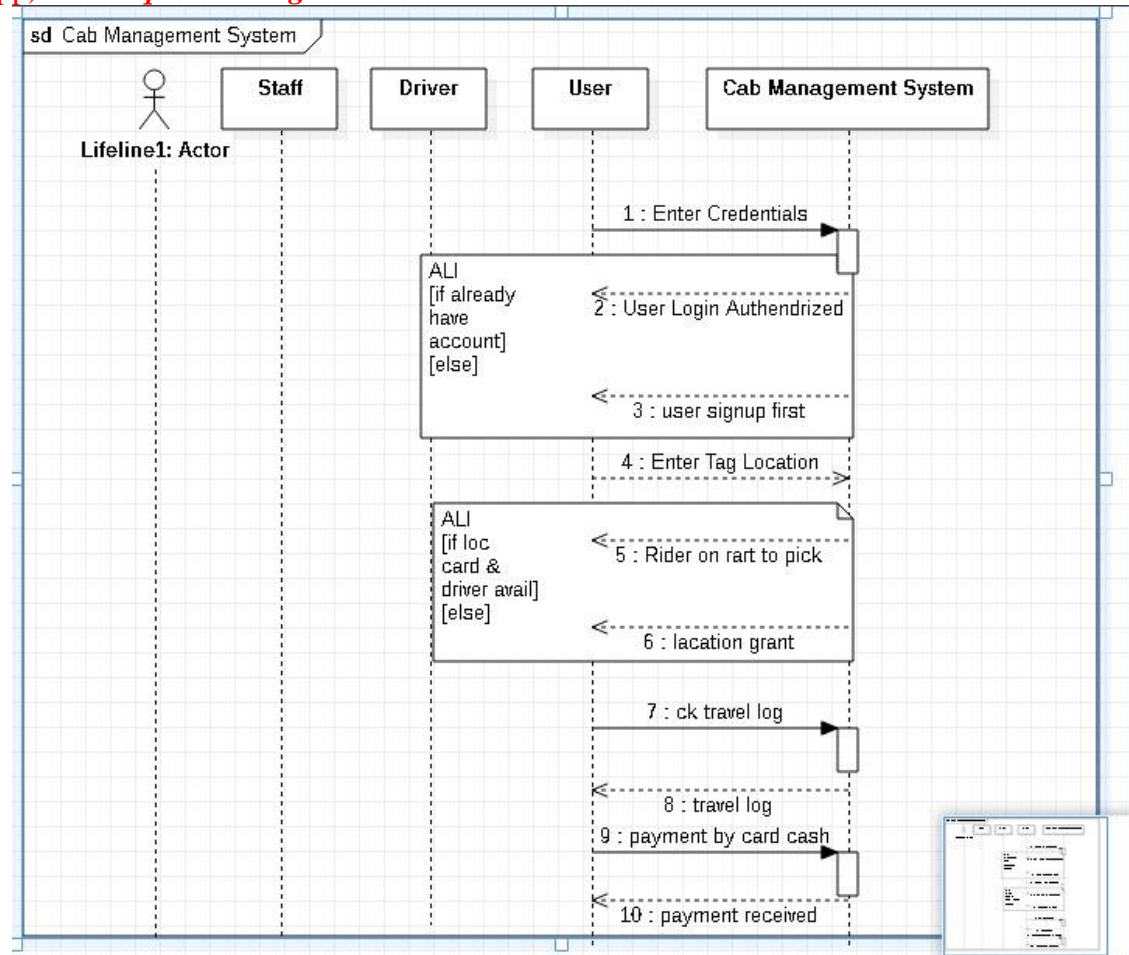 sd Cab Management System
Staff
Driver
User
Cab Management System
Lifeline1: Actor
1 : Enter Credentials
ALI
[if already
have
account]
[else]
2 : User Login Authendrized
3 : user signup first
4 : Enter Tag Location
ALI
[if loc
card &
driver avail]
[else]
5 : Rider on rart to pick
6 : lacation grant
7 : ck travel log
8 : travel log
9 : payment by card cash
10 : payment received